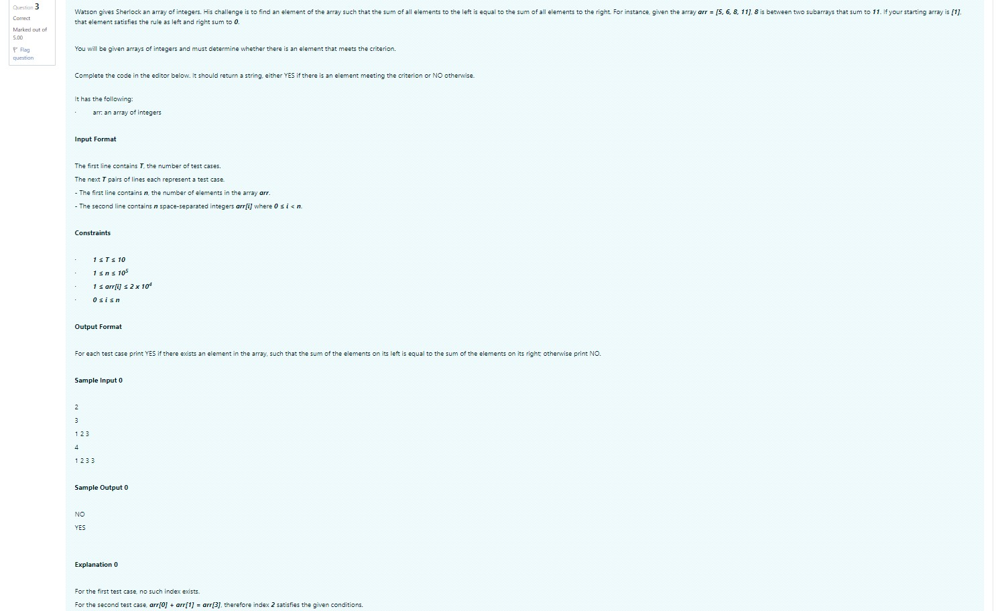 Question 3
Correct
Marked out of
5.00
Flag
question
Watson gives Sherlock an array of integers. His challenge is to find an element of the array such that the sum of all elements to the left is equal to the sum of all elements to the right. For instance, given the array arr = [5, 6, 8, 11], 8 is between two subarrays that sum to 11. If your starting array is [1],
that element satisfies the rule as left and right sum to 0.
You will be given arrays of integers and must determine whether there is an element that meets the criterion.
Complete the code in the editor below. It should return a string, either YES if there is an element meeting the criterion or NO otherwise.
It has the following:
· arr: an array of integers
Input Format
The first line contains T, the number of test cases.
The next T pairs of lines each represent a test case.
- The first line contains n, the number of elements in the array arr.
- The second line contains n space-separated integers arr[i] where 0 ≤ i < n.
Constraints
· 1 ≤ T ≤ 10
· 1 ≤ n ≤ 10⁵
· 1 ≤ arr[i] ≤ 2 x 10⁴
· 0 ≤ i ≤ n
Output Format
For each test case print YES if there exists an element in the array, such that the sum of the elements on its left is equal to the sum of the elements on its right; otherwise print NO.
Sample Input 0
2
3
1 2 3
4
1 2 3 3
Sample Output 0
NO
YES
Explanation 0
For the first test case, no such index exists.
For the second test case, arr[0] + arr[1] = arr[3], therefore index 2 satisfies the given conditions.